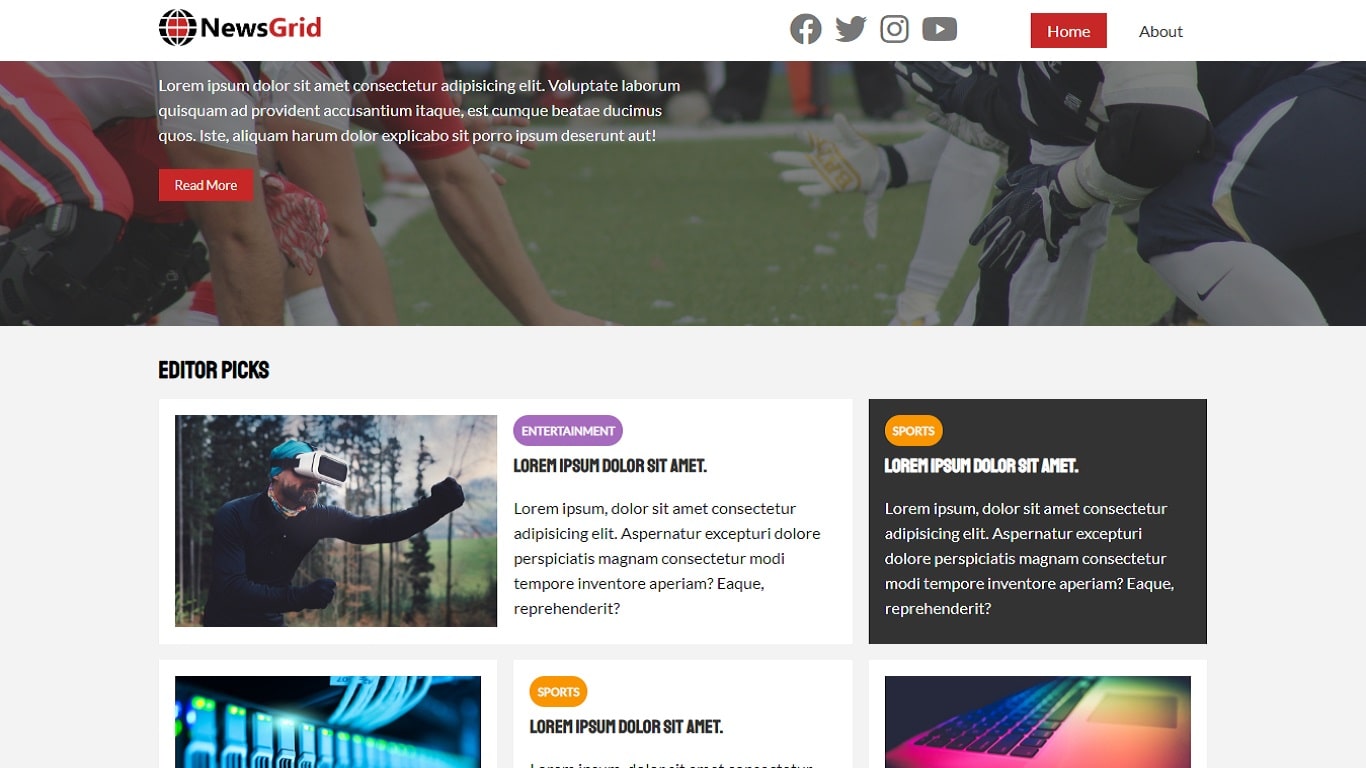 NewsGrid
Home
About
Lorem ipsum dolor sit amet consectetur adipisicing elit. Voluptate laborum
quisquam ad provident accusantium itaque, est cumque beatae ducimus
quos. Iste, aliquam harum dolor explicabo sit porro ipsum deserunt aut!
Read More
EDITOR PICKS
ENTERTAINMENT
LOREM IPSUM DOLOR SIT AMET.
Lorem ipsum, dolor sit amet consectetur
adipisicing elit. Aspernatur excepturi dolore
perspiciatis magnam consectetur modi
tempore inventore aperiam? Eaque,
reprehenderit?
SPORTS
LOREM IPSUM DOLOR SIT AMET.
Lorem ipsum, dolor sit amet consectetur
adipisicing elit. Aspernatur excepturi
dolore perspiciatis magnam consectetur
modi tempore inventore aperiam? Eaque,
reprehenderit?
SPORTS
LOREM IPSUM DOLOR SIT AMET.